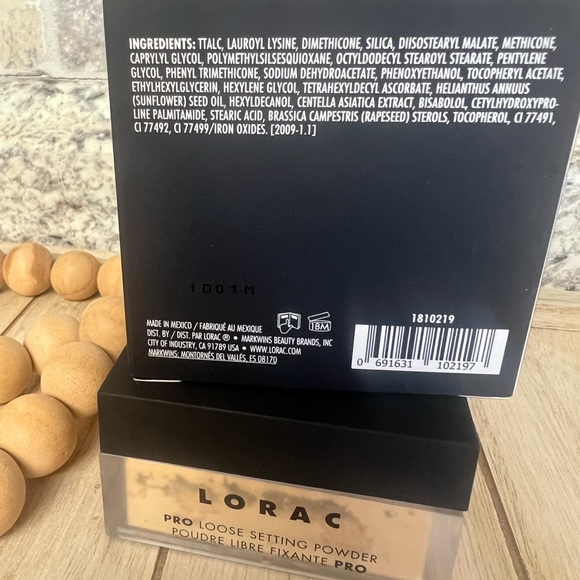 INGREDIENTS: TTALC, LAUROYL LYSINE, DIMETHICONE, SILICA, DIISOSTEARYL MALATE, METHICONE,
CAPRYLYL GLYCOL, POLYMETHYLSILSESQUIOXANE, OCTYLDODECYL STEAROYL STEARATE, PENTYLENE
GLYCOL, PHENYL TRIMETHICONE, SODIUM DEHYDROACETATE, PHENOXYETHANOL, TOCOPHERYL ACETATE,
ETHYLHEXYLGLYCERIN, HEXYLENE GLYCOL, TETRAHEXYLDECYL ASCORBATE, HELIANTHUS ANNUUS
(SUNFLOWER) SEED OIL, HEXYLDECANOL, CENTELLA ASIATICA EXTRACT, BISABOLOL, CETYLHYDROXYPRO-
LINE PALMITAMIDE, STEARIC ACID, BRASSICA CAMPESTRIS (RAPESEED) STEROLS, TOCOPHEROL, CI 77491,
CI 77492, CI 77499/IRON OXIDES. [2009-1.1]
1D01M
MADE IN MEXICO / FABRIQUÉ AU MEXIQUE
DIST. BY / DIST. PAR LORAC ® • MARKWINS BEAUTY BRANDS, INC
CITY OF INDUSTRY, CA 91789 USA • WWW.LORAC.COM
MARKWINS: MONTORNÉS DEL VALLÉS, ES 08170
18M
1810219
0 691631 102197
LORAC
PRO LOOSE SETTING POWDER
POUDRE LIBRE FIXANTE PRO